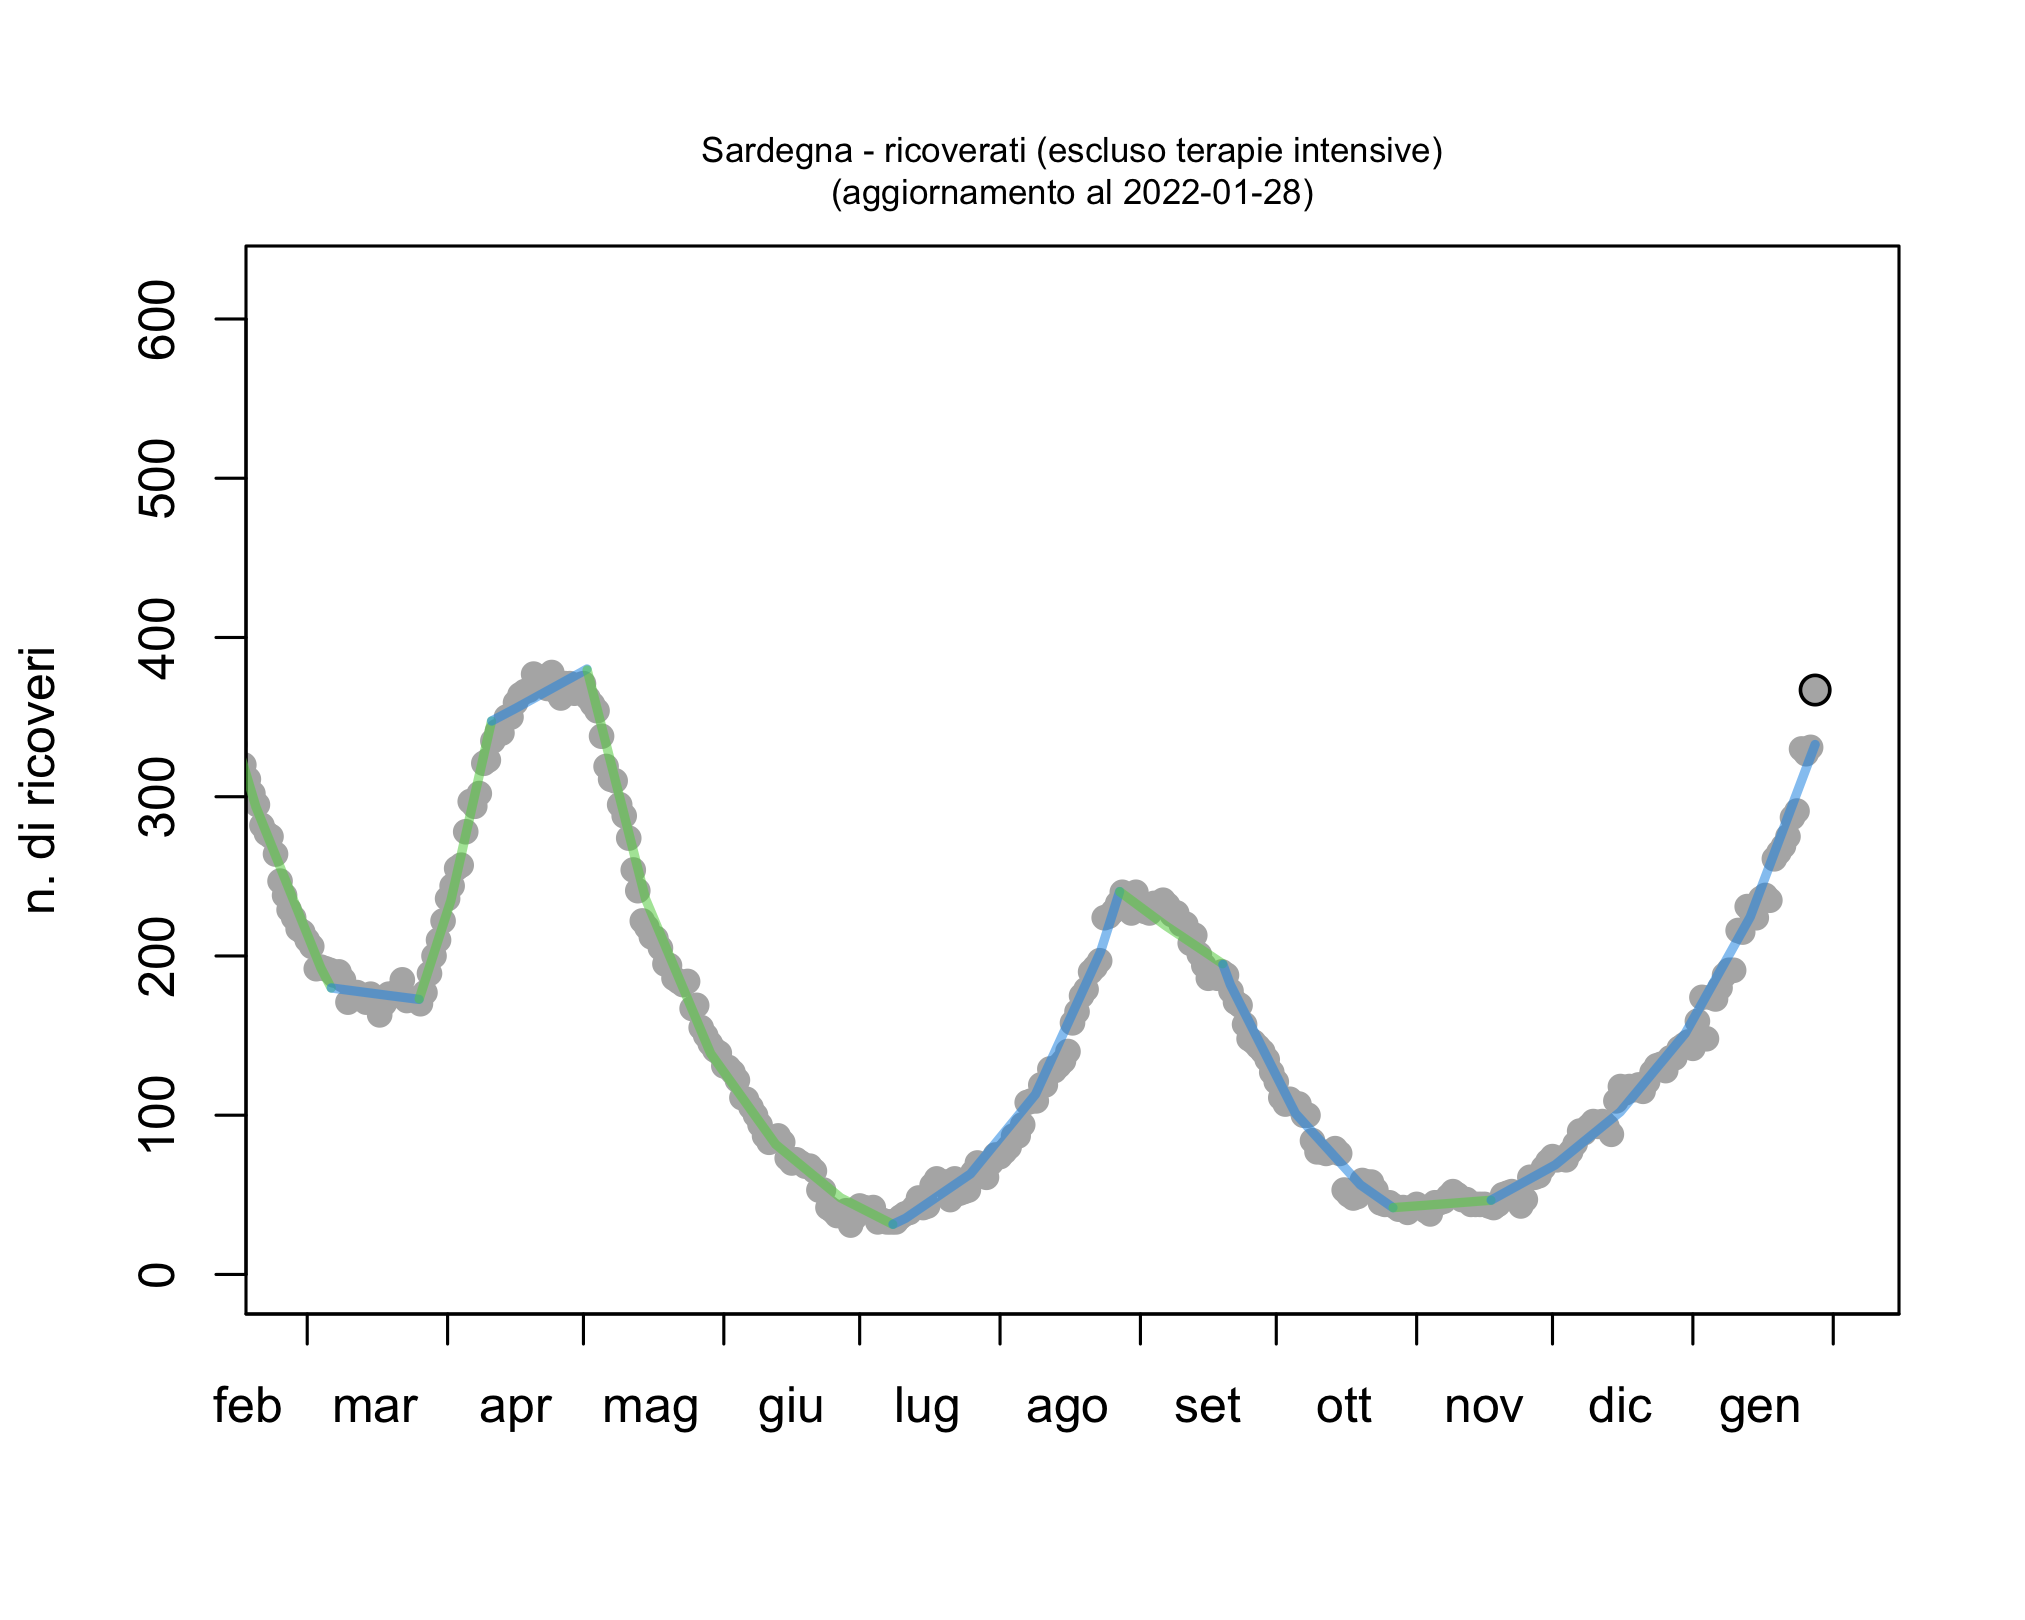 Sardegna - ricoverati (escluso terapie intensive)
(aggiornamento al 2022-01-28)
n. di ricoveri
600
500
400
300
200
100
0
feb mar apr mag giu lug ago set ott nov dic gen